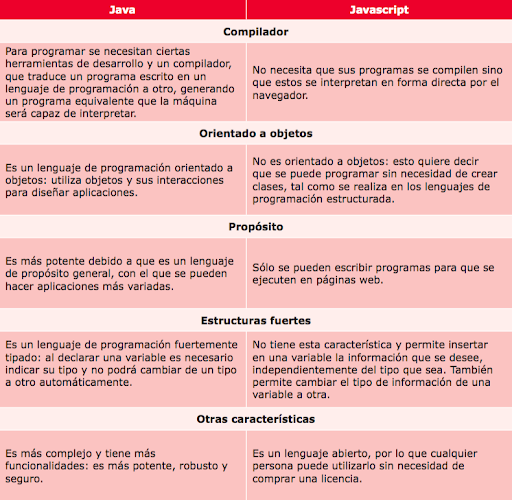 Java
Javascript
Compilador
Para programar se necesitan ciertas
herramientas de desarrollo y un compilador,
que traduce un programa escrito en un
lenguaje de programación a otro, generando
un programa equivalente que la máquina
será capaz de interpretar.
No necesita que sus programas se compilen sino
que estos se interpretan en forma directa por el
navegador.
Orientado a objetos
Es un lenguaje de programación orientado a
objetos: utiliza objetos y sus interacciones
para diseñar aplicaciones.
No es orientado a objetos: esto quiere decir
que se puede programar sin necesidad de crear
clases, tal como se realiza en los lenguajes de
programación estructurada.
Propósito
Es más potente debido a que es un lenguaje
de propósito general, con el que se pueden
hacer aplicaciones más variadas.
Sólo se pueden escribir programas para que se
ejecuten en páginas web.
Estructuras fuertes
Es un lenguaje de programación fuertemente
tipado: al declarar una variable es necesario
indicar su tipo y no podrá cambiar de un tipo
a otro automáticamente.
No tiene esta característica y permite insertar
en una variable la información que se desee,
independientemente del tipo que sea. También
permite cambiar el tipo de información de una
variable a otra.
Otras características
Es más complejo y tiene más
funcionalidades: es más potente, robusto y
seguro.
Es un lenguaje abierto, por lo que cualquier
persona puede utilizarlo sin necesidad de
comprar una licencia.